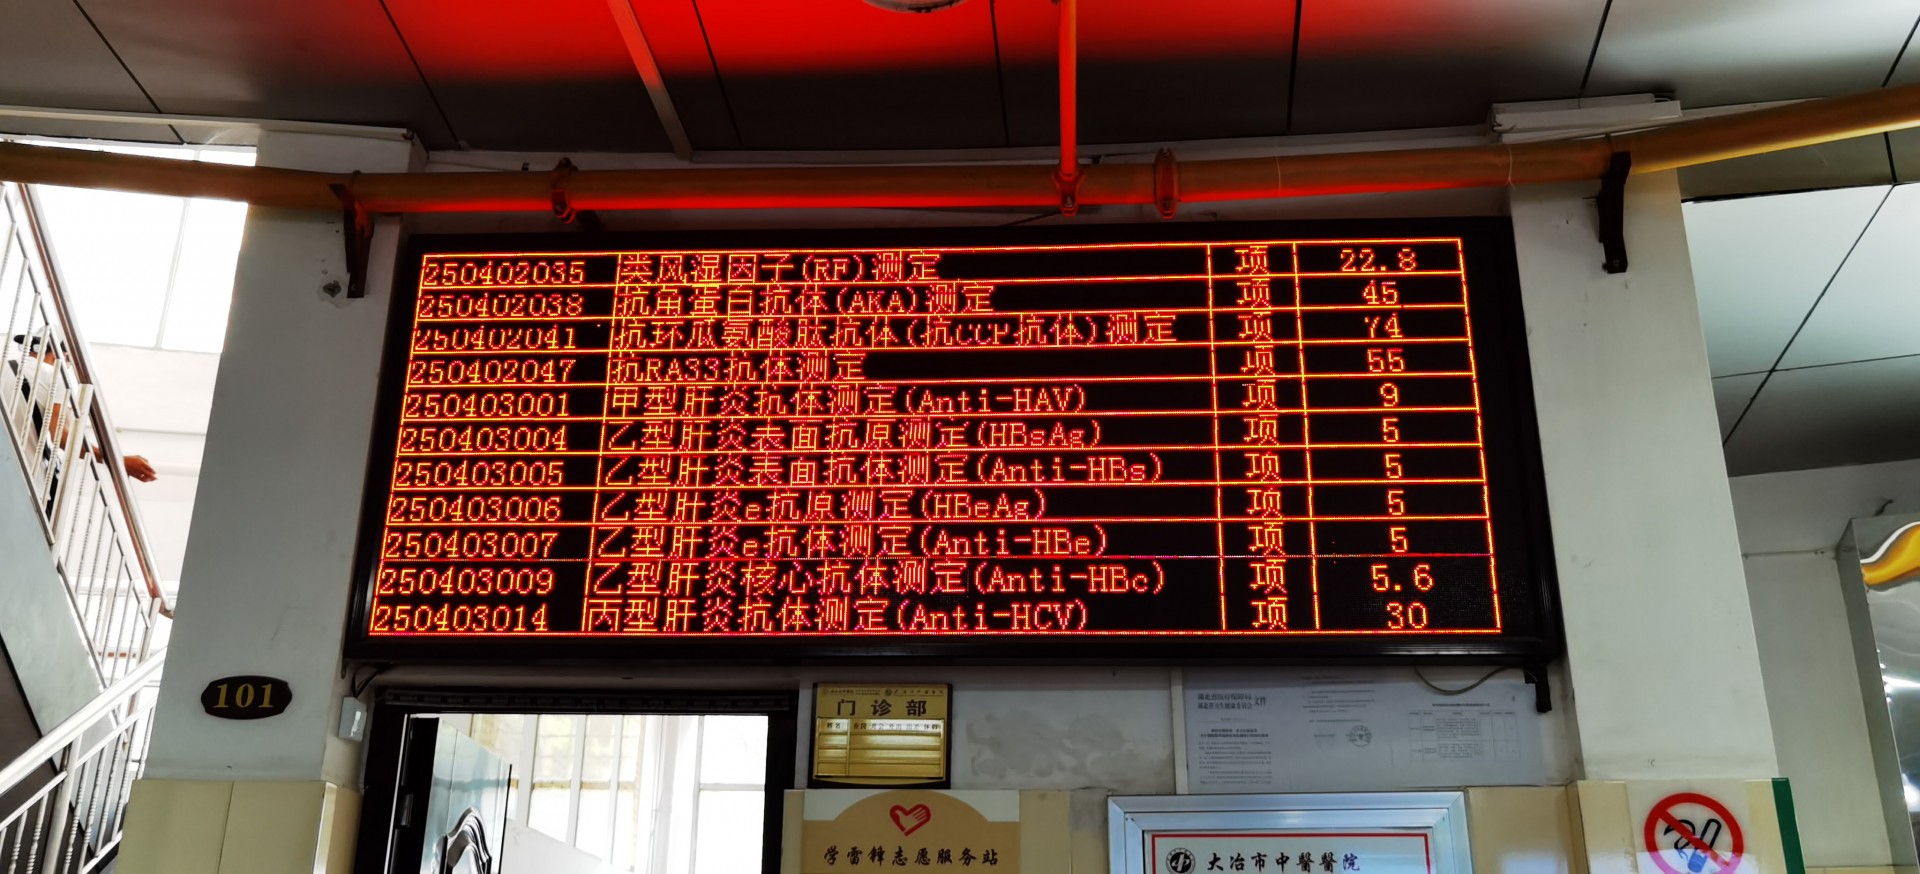 250402035 类风湿因子(RF)测定 项 22.8
250402038 抗角蛋白抗体(AKA)测定 项 45
250402041 抗环瓜氨酸肽抗体(抗CCP抗体)测定 项 74
250402047 抗RA33抗体测定 项 55
250403001 甲型肝炎抗体测定(Anti-HAV) 项 9
250403004 乙型肝炎表面抗原测定(HBsAg) 项 5
250403005 乙型肝炎表面抗体测定(Anti-HBs) 项 5
250403006 乙型肝炎e抗原测定(HBeAg) 项 5
250403007 乙型肝炎e抗体测定(Anti-HBe) 项 5
250403009 乙型肝炎核心抗体测定(Anti-HBc) 项 5.6
250403014 丙型肝炎抗体测定(Anti-HCV) 项 30
101
门诊部
学雷锋志愿服务站
大冶市中醫醫院